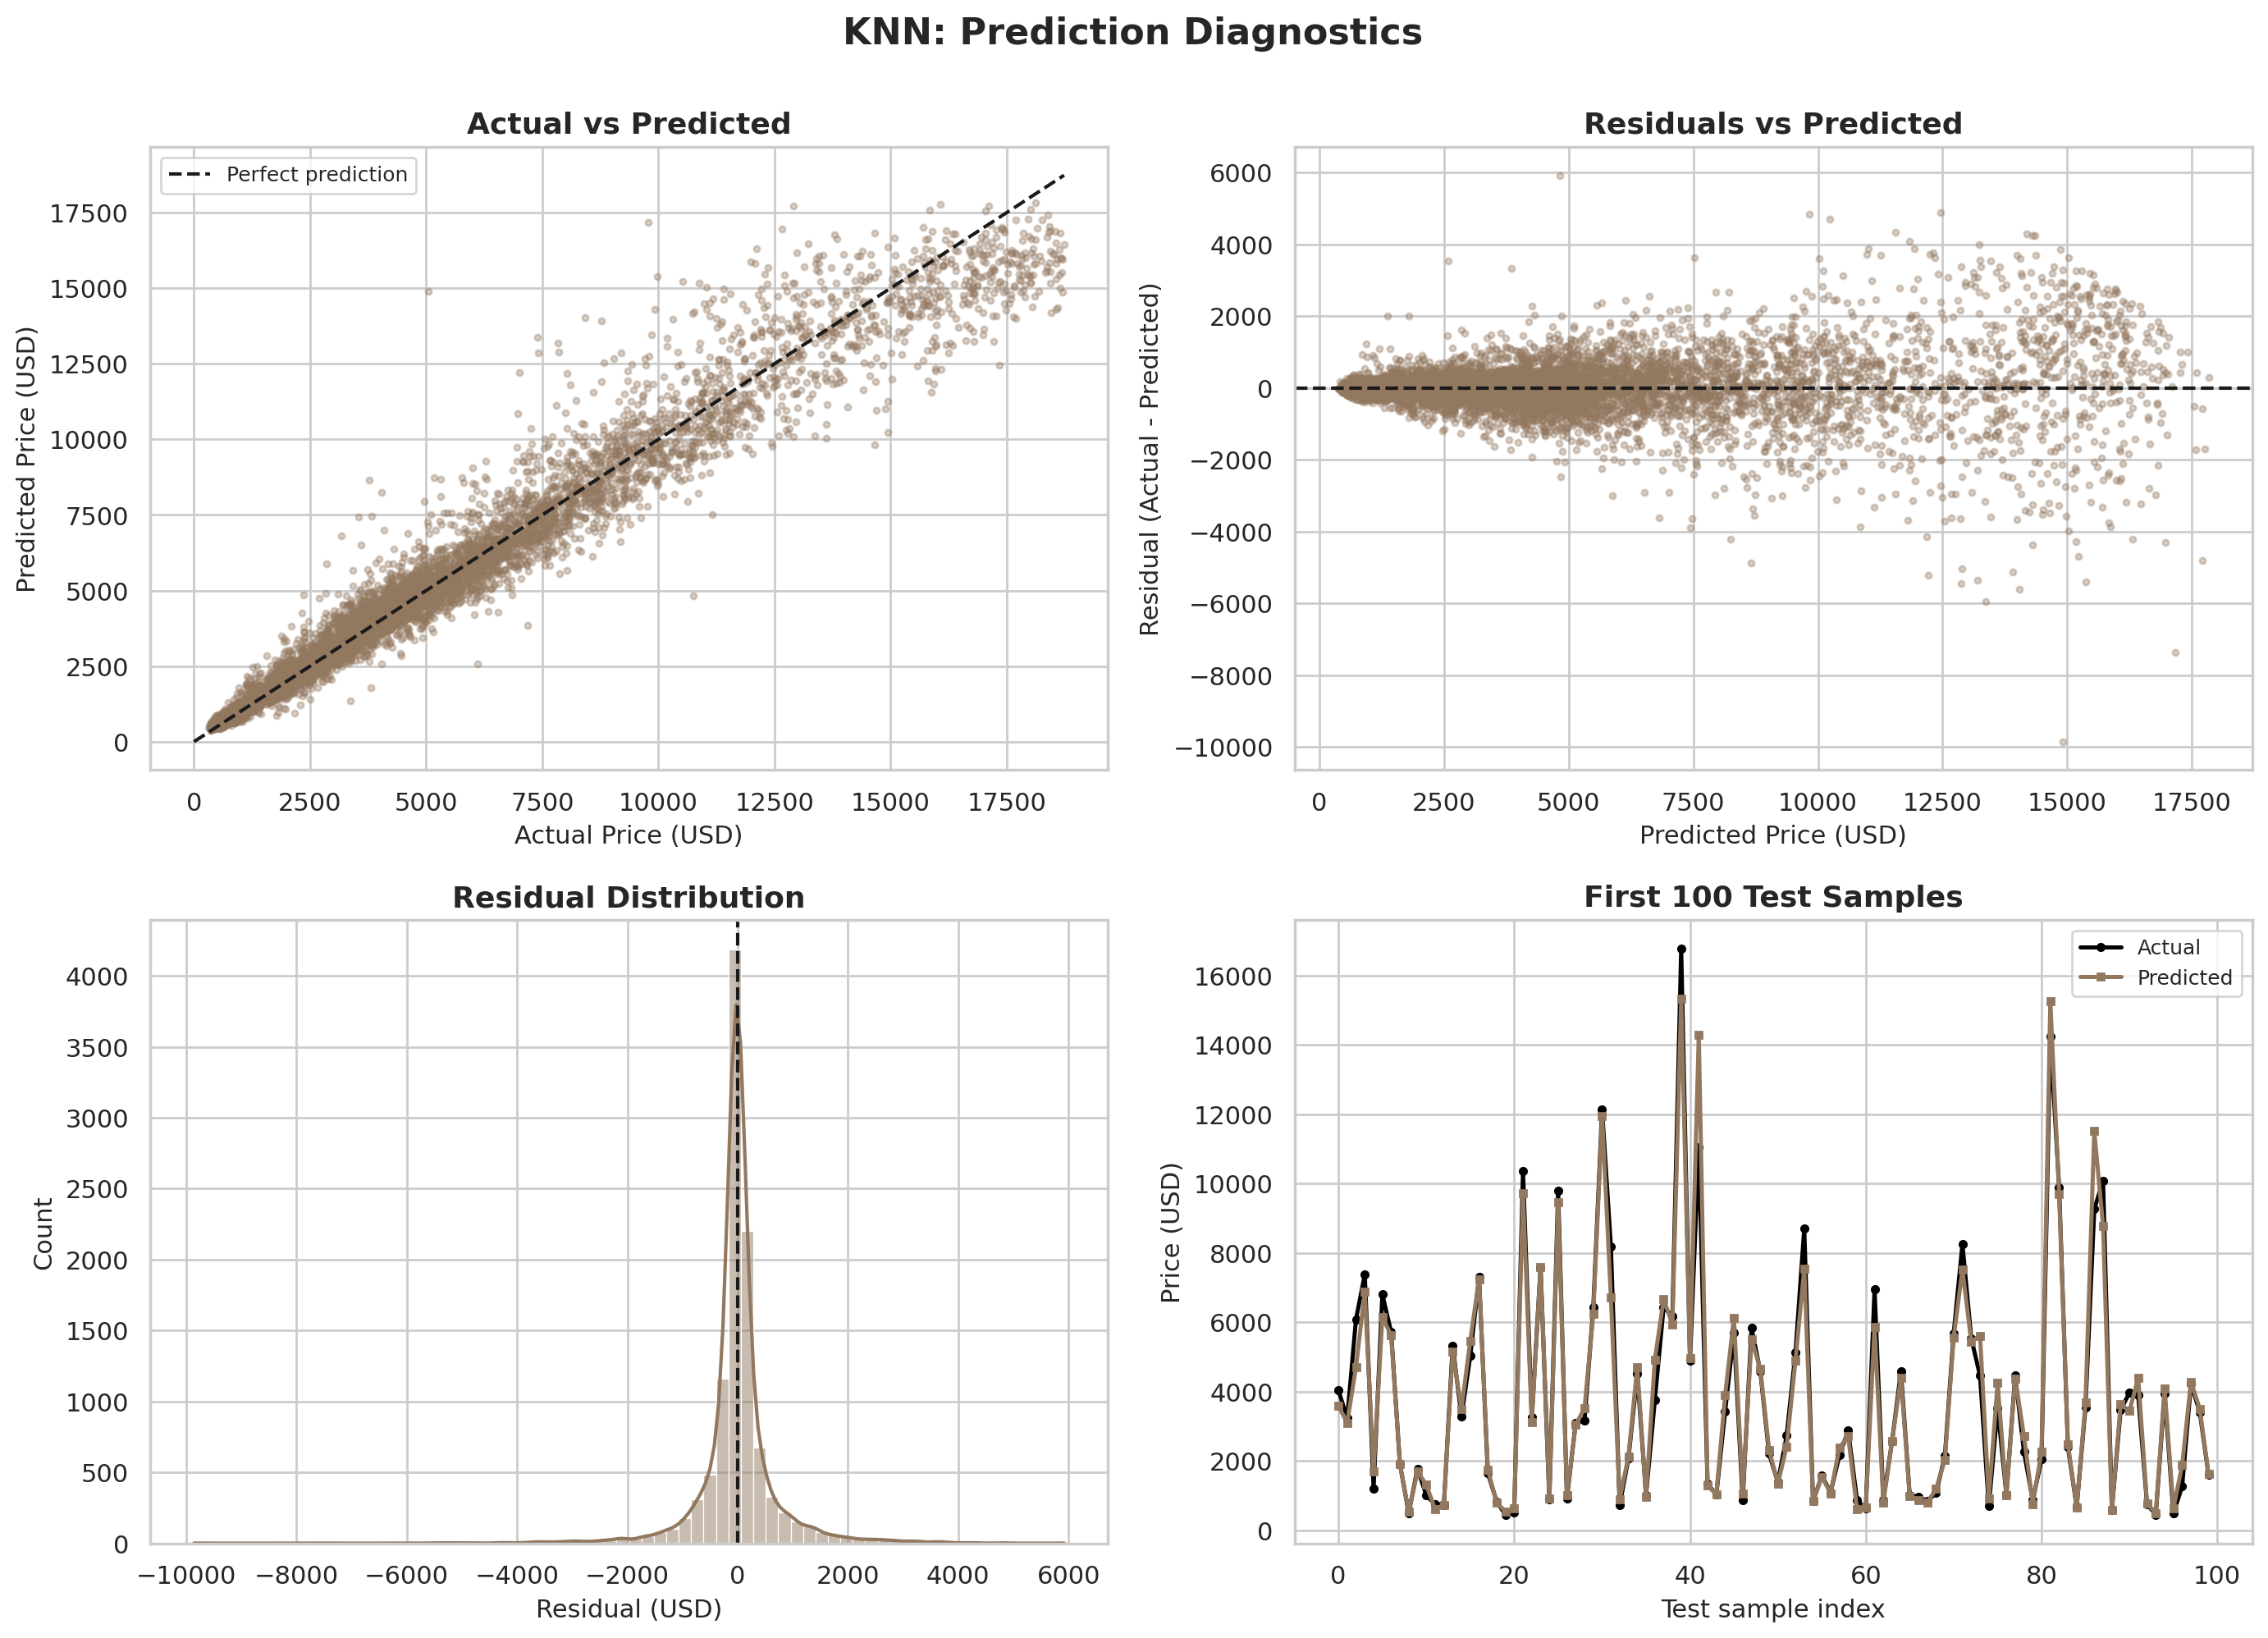 KNN: Prediction Diagnostics
Actual vs Predicted
Perfect prediction
17500
15000
12500
10000
7500
5000
2500
0
Predicted Price (USD)
0 2500 5000 7500 10000 12500 15000 17500
Actual Price (USD)
Residuals vs Predicted
6000
4000
2000
0
−2000
−4000
−6000
−8000
−10000
Residual (Actual - Predicted)
0 2500 5000 7500 10000 12500 15000 17500
Predicted Price (USD)
Residual Distribution
4000
3500
3000
2500
2000
1500
1000
500
0
Count
−10000 −8000 −6000 −4000 −2000 0 2000 4000 6000
Residual (USD)
First 100 Test Samples
Actual
Predicted
16000
14000
12000
10000
8000
6000
4000
2000
0
Price (USD)
0 20 40 60 80 100
Test sample index